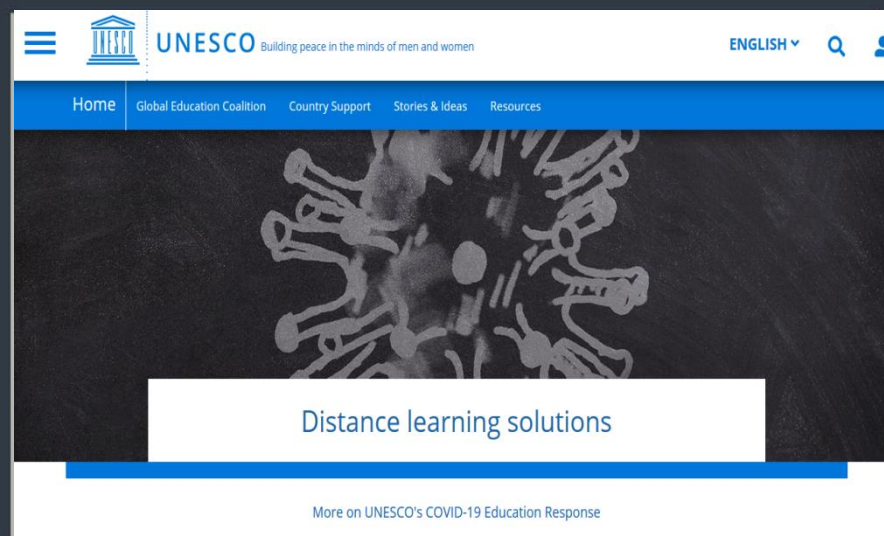 UNESCO
UNESCO Building peace in the minds of men and women
ENGLISH
Home Global Education Coalition Country Support Stories & Ideas Resources
Distance learning solutions
More on UNESCO's COVID-19 Education Response